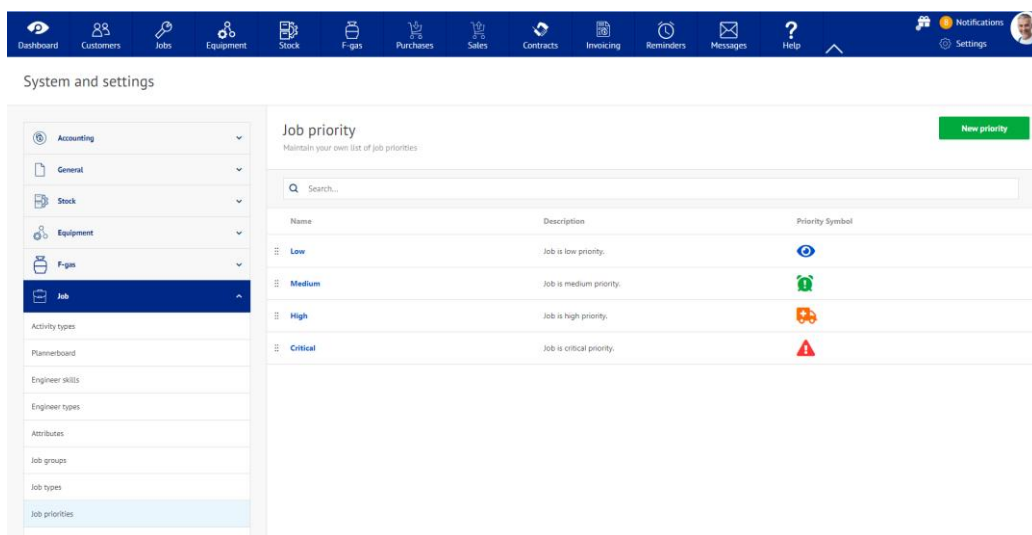 Dashboard Customers Jobs Equipment Stock F-gas Purchases Sales Contracts Invoicing Reminders Messages Help
Notifications
Settings
System and settings
Accounting
General
Stock
Equipment
F-gas
Job
Activity types
Plannerboard
Engineer skills
Engineer types
Attributes
Job groups
Job types
Job priorities
Job priority
Maintain your own list of job priorities
New priority
Search...
Name Description Priority Symbol
Low Job is low priority.
Medium Job is medium priority.
High Job is high priority.
Critical Job is critical priority.